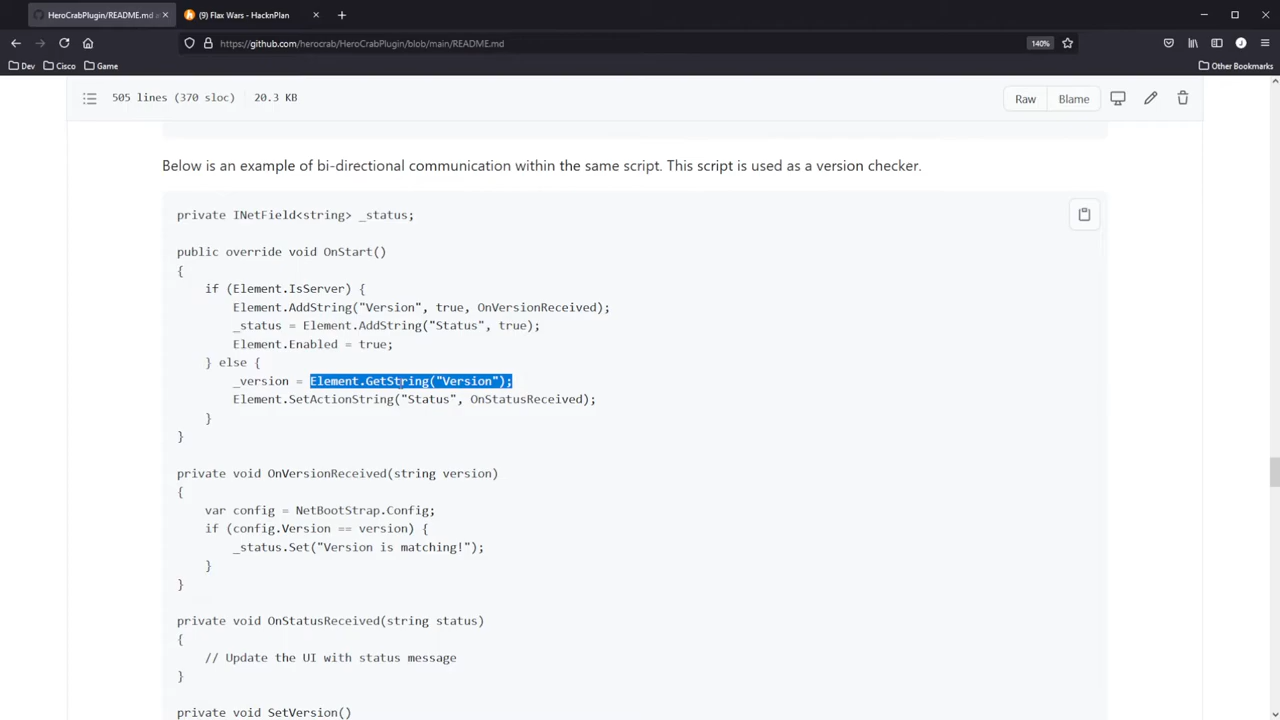 HeroCrabPlugin/README.md a
(9) Flax Wars - HacknPlan
https://github.com/herocrab/HeroCrabPlugin/blob/main/README.md
140%
Dev
Cisco
Game
Other Bookmarks
505 lines (370 sloc)
20.3 KB
Raw
Blame
Below is an example of bi-directional communication within the same script. This script is used as a version checker.
private INetField<string> _status;
public override void OnStart()
{
if (Element.IsServer) {
Element.AddString("Version", true, OnVersionReceived);
_status = Element.AddString("Status", true);
Element.Enabled = true;
} else {
_version = Element.GetString("Version");
Element.SetActionString("Status", OnStatusReceived);
}
}
private void OnVersionReceived(string version)
{
var config = NetBootStrap.Config;
if (config.Version == version) {
_status.Set("Version is matching!");
}
}
private void OnStatusReceived(string status)
{
// Update the UI with status message
}
private void SetVersion()